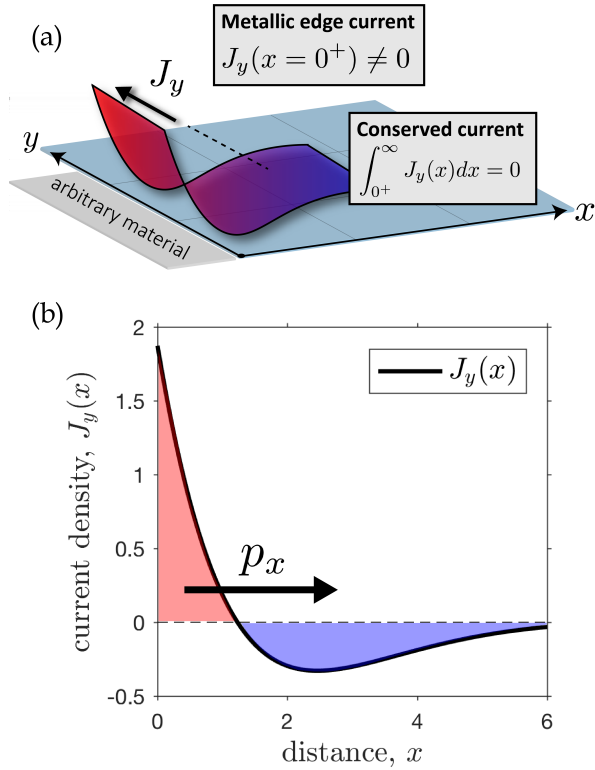 (a)
Metallic edge current
J_y(x = 0⁺) ≠ 0
J_y
Conserved current
∫_{0⁺}^{∞} J_y(x)dx = 0
y
arbitrary material
x
(b)
2
1.5
1
0.5
0
-0.5
current density, J_y(x)
J_y(x)
p_x
0
2
4
6
distance, x